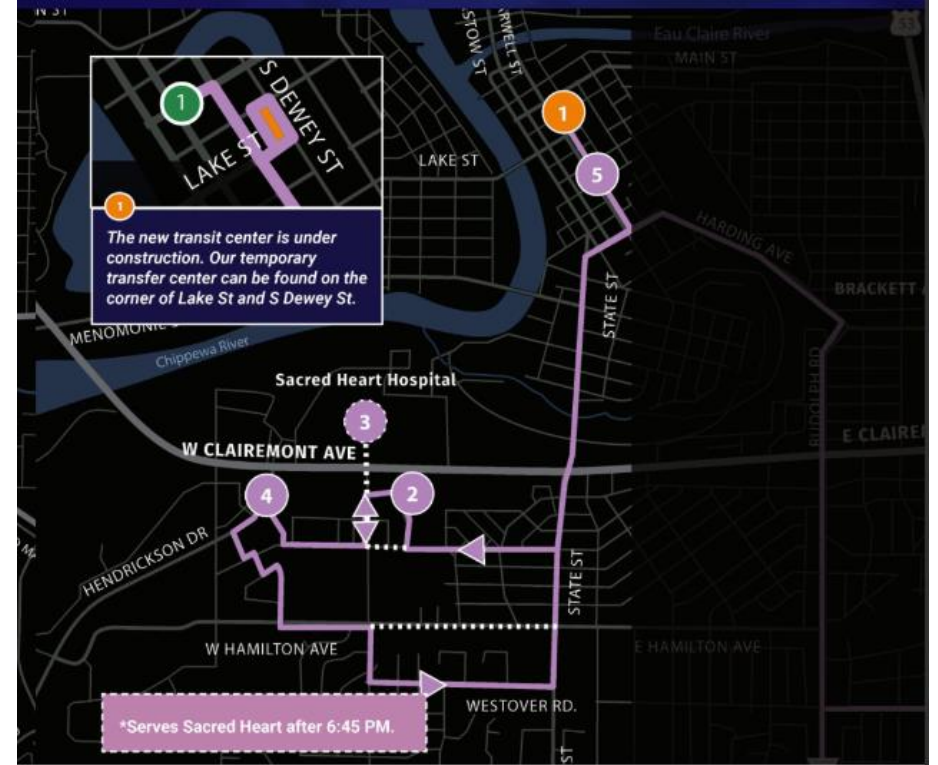 N ST
STOW ST
RWELL ST
Eau Claire River
MAIN ST
53
1
S DEWEY ST
LAKE ST
1
The new transit center is under
construction. Our temporary
transfer center can be found on the
corner of Lake St and S Dewey St.
1
LAKE ST
5
HARDING AVE
BRACKETT
STATE ST
MENOMONIE
Chippewa River
RUDOLPH RD
Sacred Heart Hospital
3
W CLAIREMONT AVE
E CLAIRE
4
2
HENDRICKSON DR
STATE ST
W HAMILTON AVE
E HAMILTON AVE
WESTOVER RD.
*Serves Sacred Heart after 6:45 PM.
ST